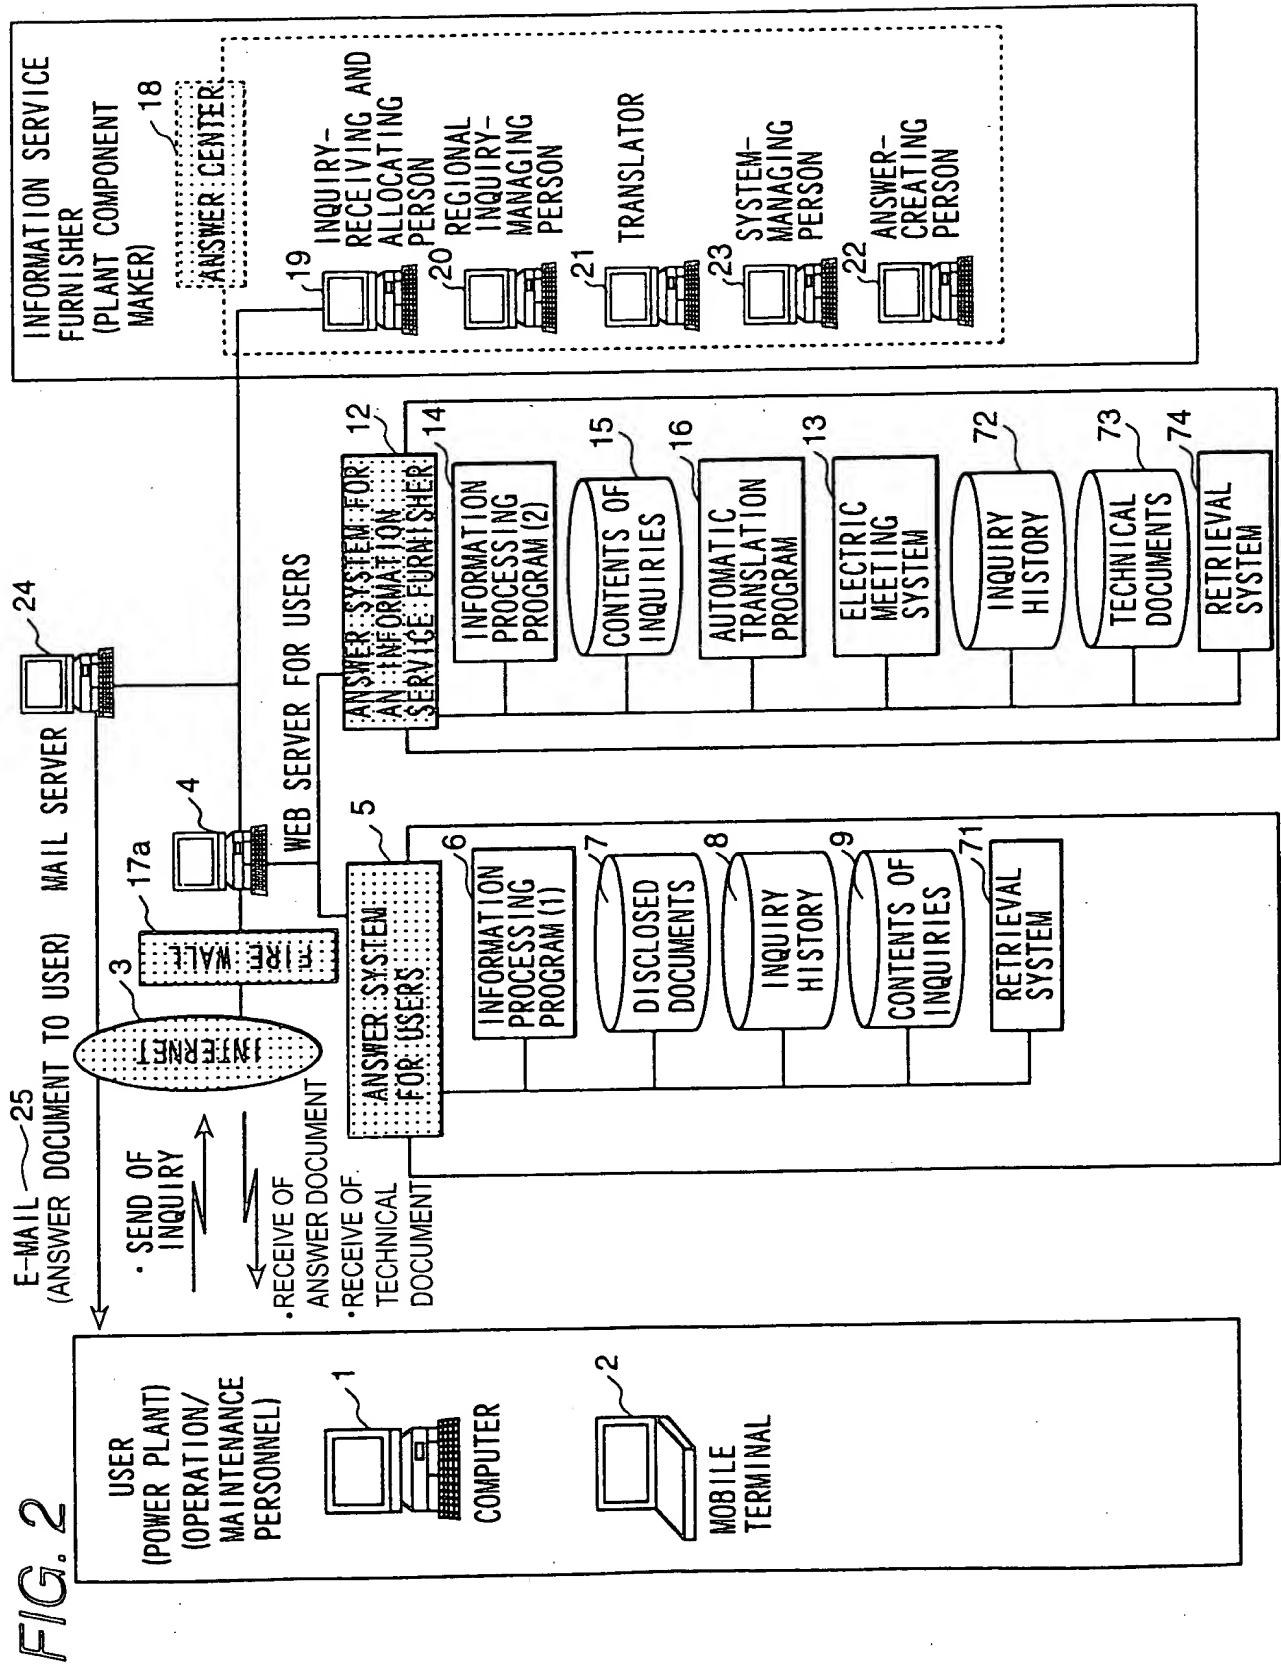 FIG. 2
USER
(POWER PLANT)
(OPERATION/
MAINTENANCE
PERSONNEL)
1
COMPUTER
2
MOBILE
TERMINAL
E-MAIL 25
(ANSWER DOCUMENT TO USER)
• SEND OF
INQUIRY
•RECEIVE OF
ANSWER DOCUMENT
•RECEIVE OF
TECHNICAL
DOCUMENT
3
INTERNET
17a
FIRE WALL
MAIL SERVER
24
4
WEB SERVER FOR USERS
5
ANSWER SYSTEM
FOR USERS
6
INFORMATION
PROCESSING
PROGRAM (1)
7
DISCLOSED
DOCUMENTS
8
INQUIRY
HISTORY
9
CONTENTS OF
INQUIRIES
71
RETRIEVAL
SYSTEM
12
ANSWER SYSTEM FOR
AN INFORMATION
SERVICE FURNISHER
14
INFORMATION
PROCESSING
PROGRAM (2)
15
CONTENTS OF
INQUIRIES
16
AUTOMATIC
TRANSLATION
PROGRAM
13
ELECTRIC
MEETING
SYSTEM
72
INQUIRY
HISTORY
73
TECHNICAL
DOCUMENTS
74
RETRIEVAL
SYSTEM
INFORMATION SERVICE
FURNISHER
(PLANT COMPONENT
MAKER)
18
ANSWER CENTER
19
INQUIRY-
RECEIVING AND
ALLOCATING
PERSON
20
REGIONAL
INQUIRY-
MANAGING
PERSON
21
TRANSLATOR
23
SYSTEM-
MANAGING
PERSON
22
ANSWER-
CREATING
PERSON